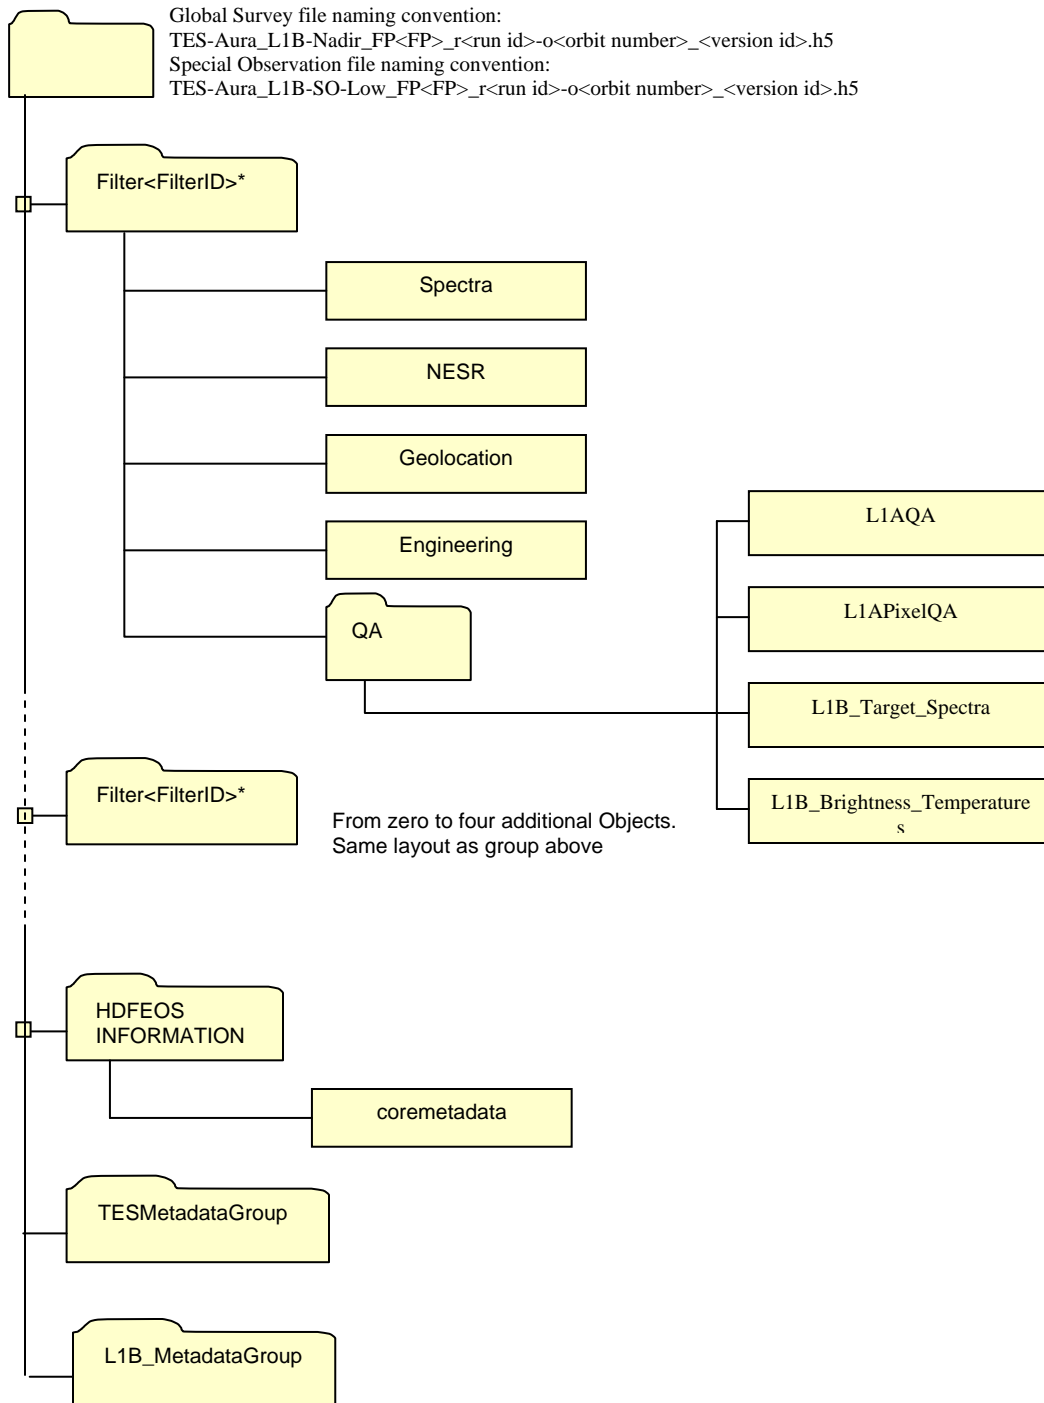 Global Survey file naming convention:
TES-Aura_L1B-Nadir_FP<FP>_r<run id>-o<orbit number>_<version id>.h5
Special Observation file naming convention:
TES-Aura_L1B-SO-Low_FP<FP>_r<run id>-o<orbit number>_<version id>.h5
Filter<FilterID>*
Spectra
NESR
Geolocation
Engineering
QA
L1AQA
L1APixelQA
L1B_Target_Spectra
L1B_Brightness_Temperature
s
Filter<FilterID>*
From zero to four additional Objects.
Same layout as group above
HDFEOS
INFORMATION
coremetadata
TESMetadataGroup
L1B_MetadataGroup